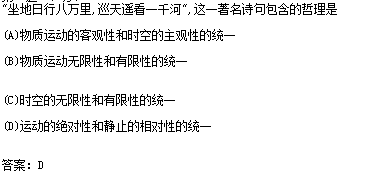 "坐地日行八万里,巡天遥看一千河",这一著名诗句包含的哲理是
(A)物质运动的客观性和时空的主观性的统一
(B)物质运动无限性和有限性的统一
(C)时空的无限性和有限性的统一
(D)运动的绝对性和静止的相对性的统一
答案: D